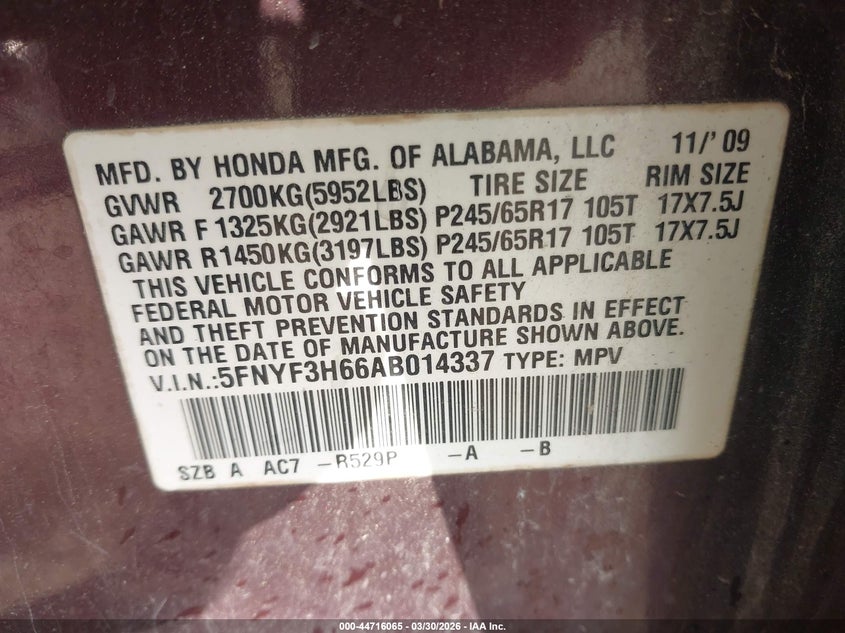 MFD. BY HONDA MFG. OF ALABAMA, LLC 11/'09
GVWR 2700KG(5952LBS) TIRE SIZE RIM SIZE
GAWR F 1325KG(2921LBS) P245/65R17 105T 17X7.5J
GAWR R1450KG(3197LBS) P245/65R17 105T 17X7.5J
THIS VEHICLE CONFORMS TO ALL APPLICABLE
FEDERAL MOTOR VEHICLE SAFETY
AND THEFT PREVENTION STANDARDS IN EFFECT
ON THE DATE OF MANUFACTURE SHOWN ABOVE.
V.I.N.:5FNYF3H66AB014337 TYPE: MPV
SZB A AC7 -R529P -A -B
000-44716065 | 03/30/2026 - IAA Inc.